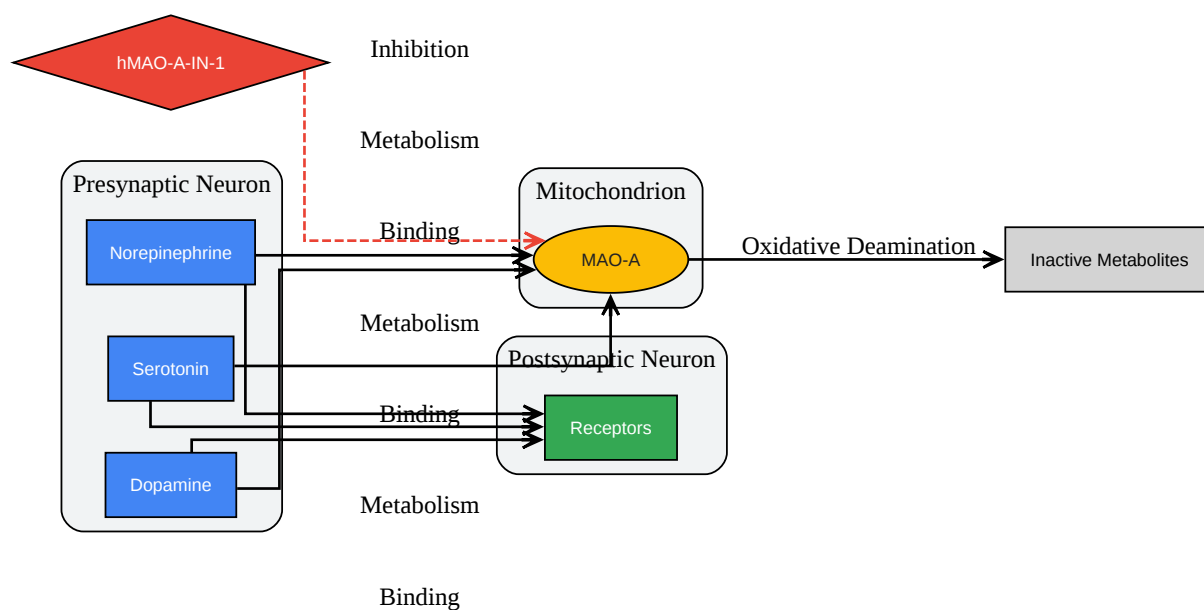 hMAO-A-IN-1
Inhibition
Metabolism
Presynaptic Neuron
Mitochondrion
Norepinephrine
Binding
MAO-A
Oxidative Deamination
Inactive Metabolites
Metabolism
Serotonin
Postsynaptic Neuron
Binding
Receptors
Dopamine
Metabolism
Binding